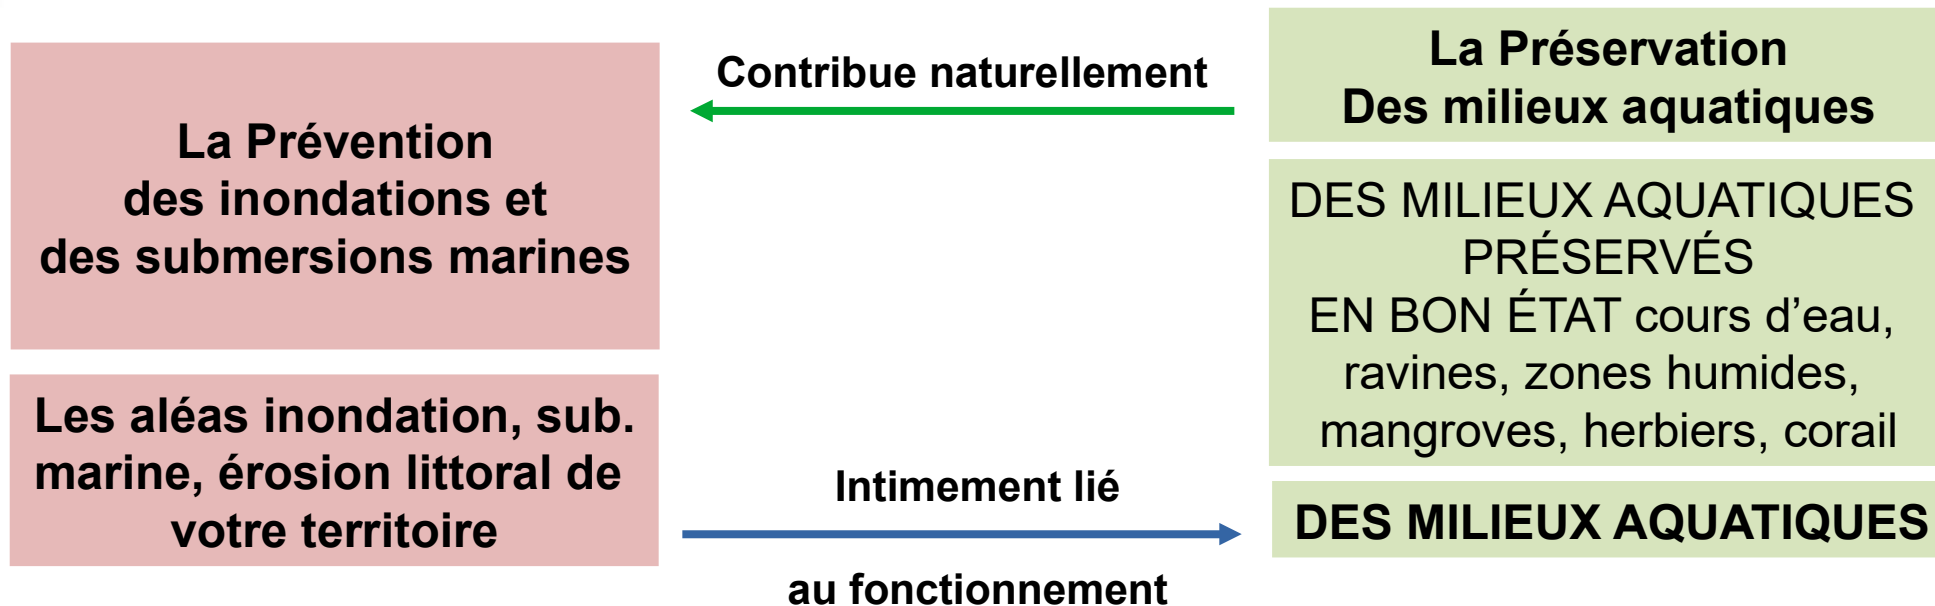 La Prévention
des inondations et
des submersions marines
Les aléas inondation, sub.
marine, érosion littoral de
votre territoire
Contribue naturellement
Intimement lié
au fonctionnement
La Préservation
Des milieux aquatiques
DES MILIEUX AQUATIQUES
PRÉSERVÉS
EN BON ÉTAT cours d’eau,
ravines, zones humides,
mangroves, herbiers, corail
DES MILIEUX AQUATIQUES